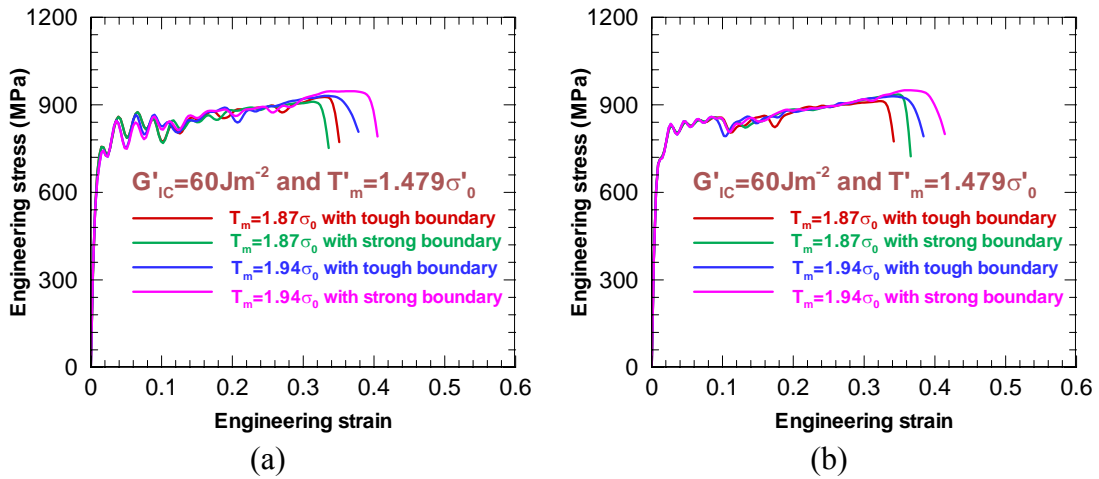 1200
900
600
300
0
Engineering stress (MPa)
G'IC=60Jm-2 and T'm=1.479σ'0
Tm=1.87σ0 with tough boundary
Tm=1.87σ0 with strong boundary
Tm=1.94σ0 with tough boundary
Tm=1.94σ0 with strong boundary
0 0.1 0.2 0.3 0.4 0.5 0.6
Engineering strain
(a)
1200
900
600
300
0
Engineering stress (MPa)
G'IC=60Jm-2 and T'm=1.479σ'0
Tm=1.87σ0 with tough boundary
Tm=1.87σ0 with strong boundary
Tm=1.94σ0 with tough boundary
Tm=1.94σ0 with strong boundary
0 0.1 0.2 0.3 0.4 0.5 0.6
Engineering strain
(b)